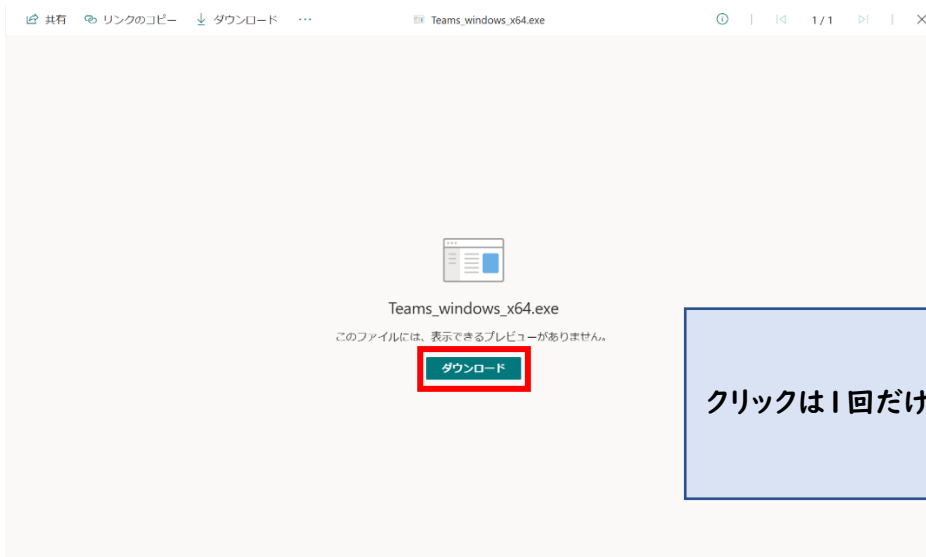 共有 リンクのコピー ダウンロード ··· Teams_windows_x64.exe 1 / 1
Teams_windows_x64.exe
このファイルには、表示できるプレビューがありません。
ダウンロード
クリックは1回だけ